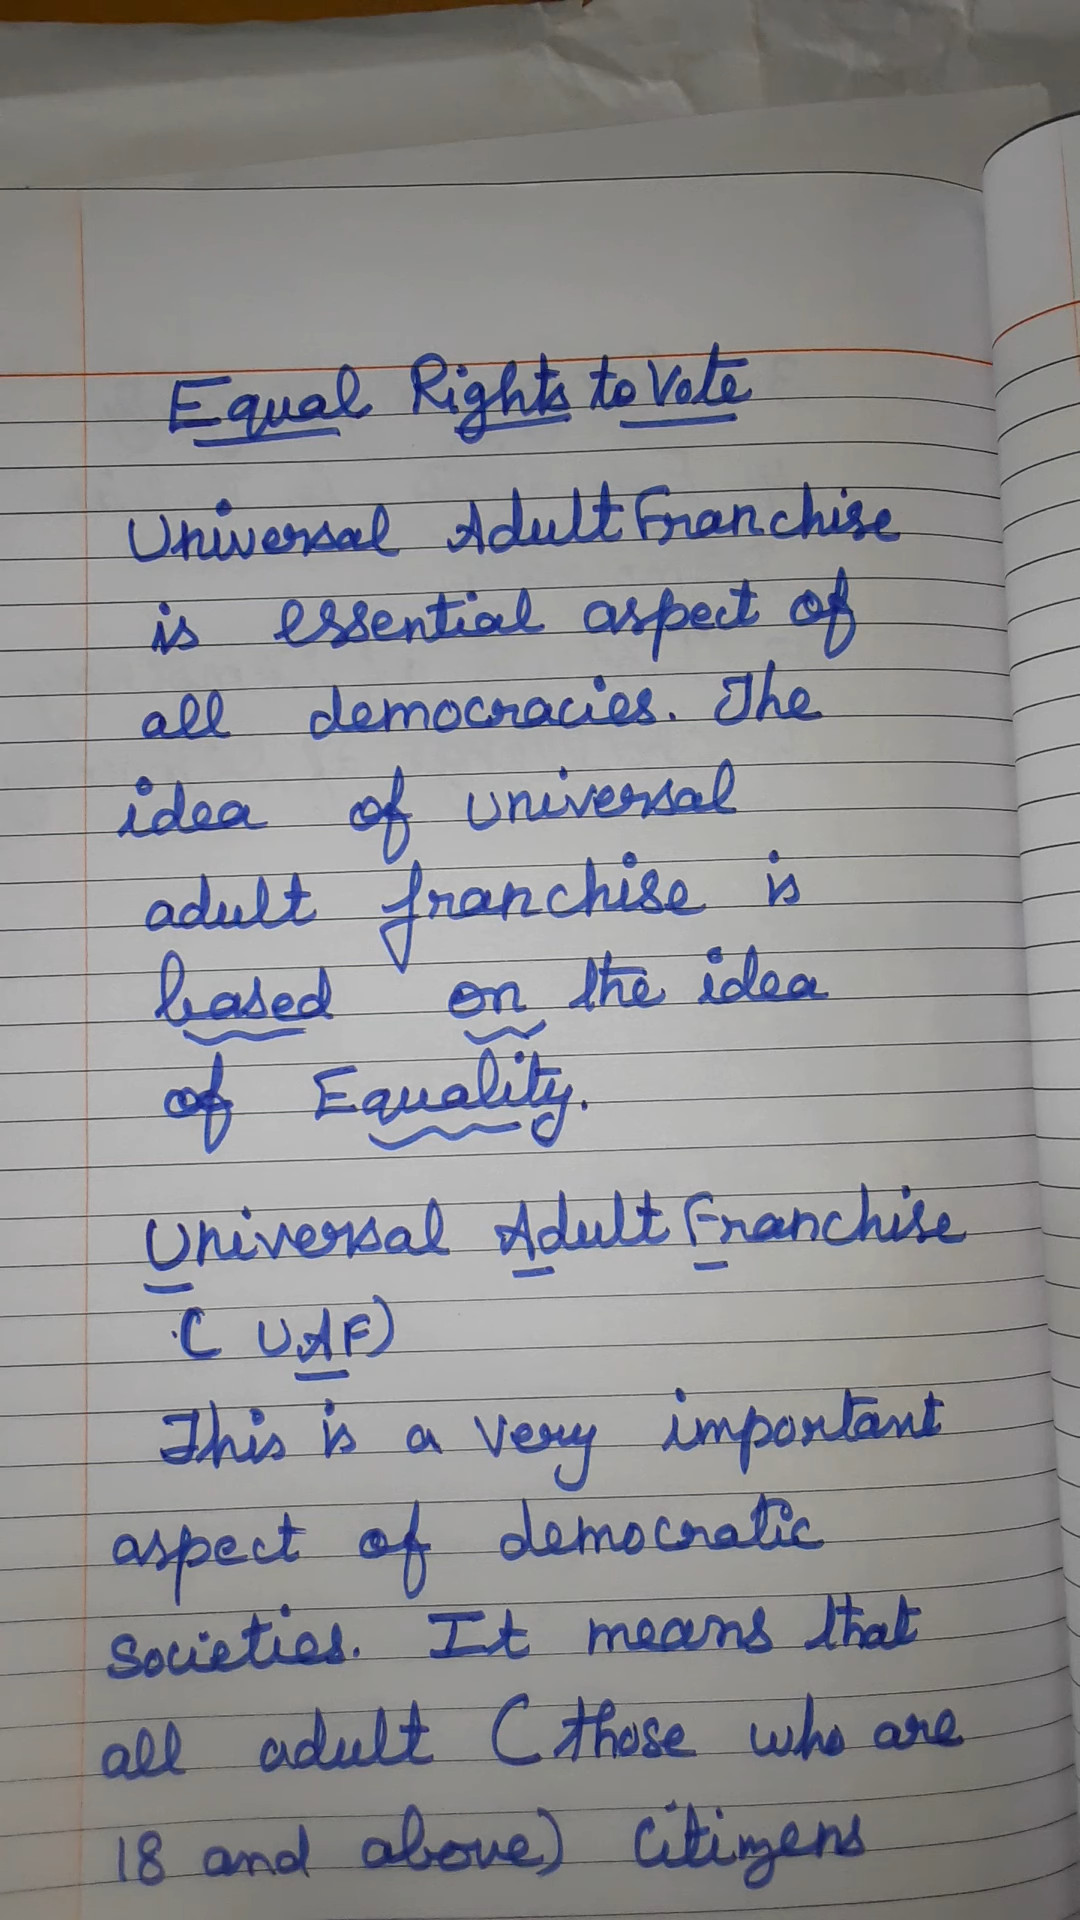 Equal Rights to Vote
Universal Adult Franchise
is essential aspect of
all democracies. The
idea of universal
adult franchise is
based on the idea
of Equality.
Universal Adult Franchise
( UAF)
This is a very important
aspect of democratic
Societies. It means that
all adult (those who are
18 and above) Citizens